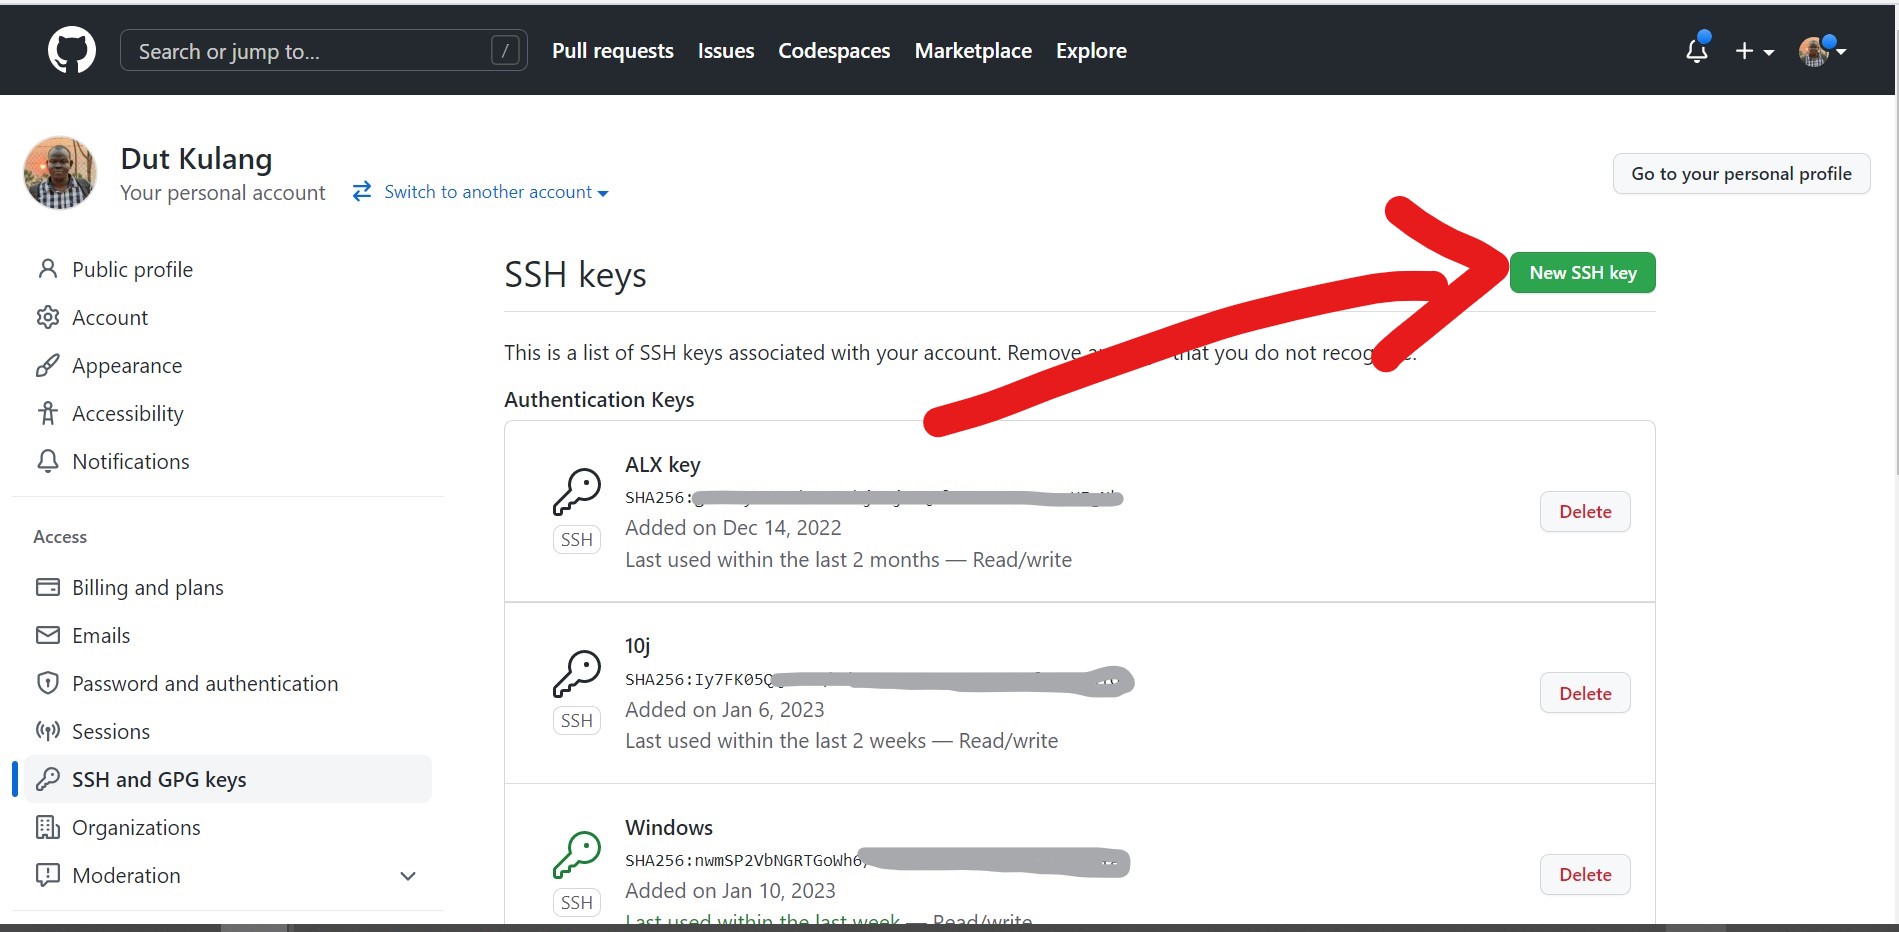 Search or jump to... /
Pull requests Issues Codespaces Marketplace Explore
Dut Kulang
Your personal account Switch to another account
Go to your personal profile
Public profile
Account
Appearance
Accessibility
Notifications
Access
Billing and plans
Emails
Password and authentication
Sessions
SSH and GPG keys
Organizations
Moderation
SSH keys
New SSH key
This is a list of SSH keys associated with your account. Remove that you do not
Authentication Keys
ALX key
SHA256:
Added on Dec 14, 2022
Last used within the last 2 months — Read/write
SSH
Delete
10j
SHA256:Iy7FK05Q
Added on Jan 6, 2023
Last used within the last 2 weeks — Read/write
SSH
Delete
Windows
SHA256:nwmSP2VbNGRTGoWh6
Added on Jan 10, 2023
Last used within the last week — Read/write
SSH
Delete